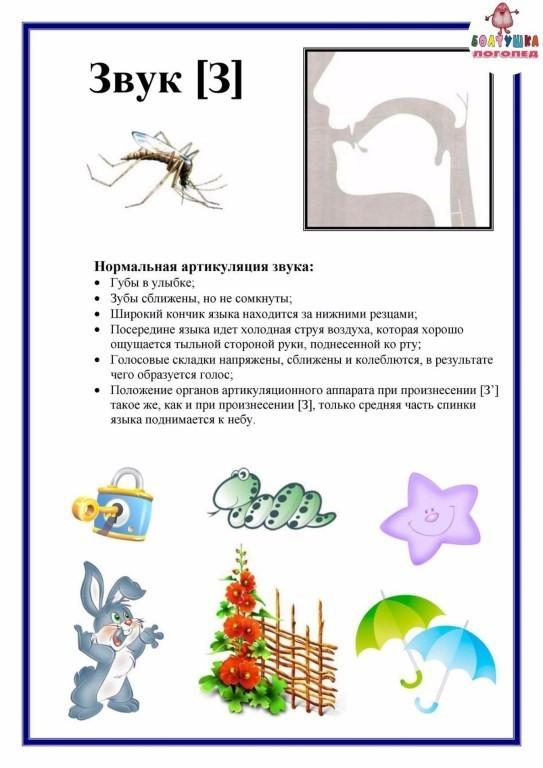 БОЛТУШКА
ЛОГОПЕД
Звук [З]
Нормальная артикуляция звука:
• Губы в улыбке;
• Зубы сближены, но не сомкнуты;
• Широкий кончик языка находится за нижними резцами;
• Посередине языка идет холодная струя воздуха, которая хорошо
ощущается тыльной стороной руки, поднесенной ко рту;
• Голосовые складки напряжены, сближены и колеблются, в результате
чего образуется голос;
• Положение органов артикуляционного аппарата при произнесении [З’]
такое же, как и при произнесении [З], только средняя часть спинки
языка поднимается к небу.